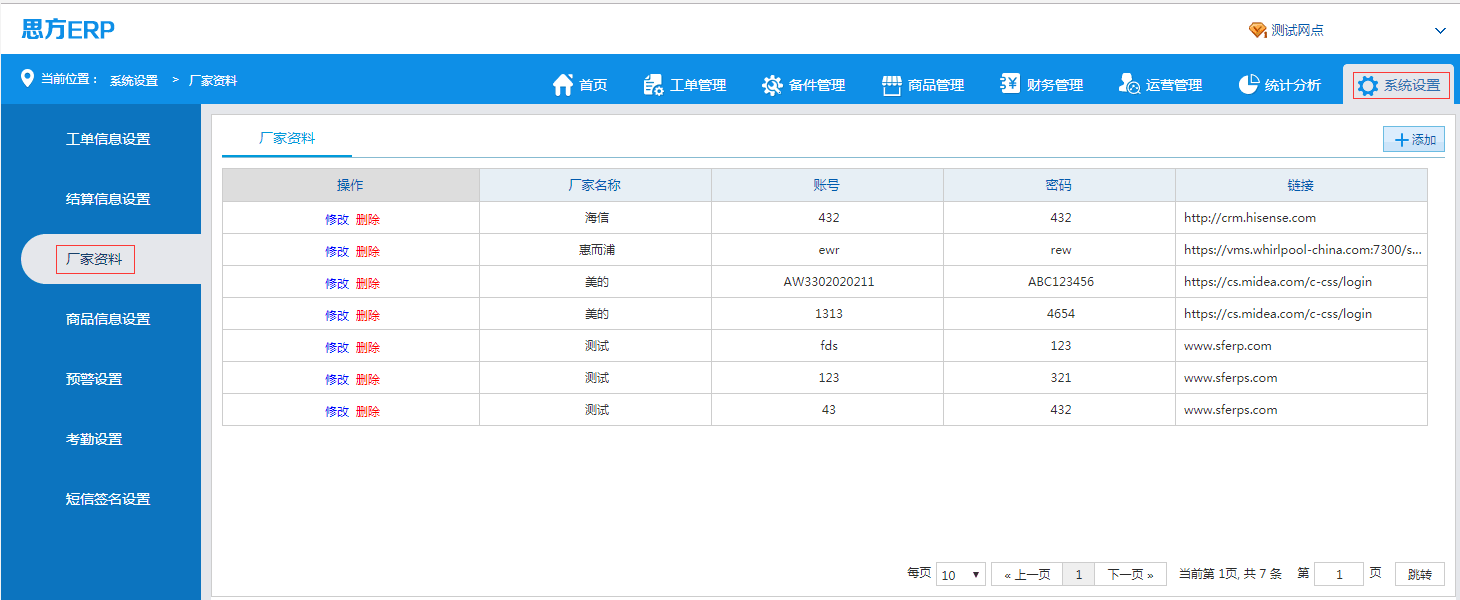 思方ERP
测试网点
当前位置： 系统设置 > 厂家资料
首页 工单管理 备件管理 商品管理 财务管理 运营管理 统计分析 系统设置
工单信息设置
结算信息设置
厂家资料
商品信息设置
预警设置
考勤设置
短信签名设置
厂家资料
添加
操作 厂家名称 账号 密码 链接
修改 删除 海信 432 432 http://crm.hisense.com
修改 删除 惠而浦 ewr rew https://vms.whirlpool-china.com:7300/s...
修改 删除 美的 AW3302020211 ABC123456 https://cs.midea.com/c-css/login
修改 删除 美的 1313 4654 https://cs.midea.com/c-css/login
修改 删除 测试 fds 123 www.sferp.com
修改 删除 测试 123 321 www.sferps.com
修改 删除 测试 43 432 www.sferps.com
每页 10 « 上一页 1 下一页 » 当前第 1页, 共 7 条 第 1 页 跳转